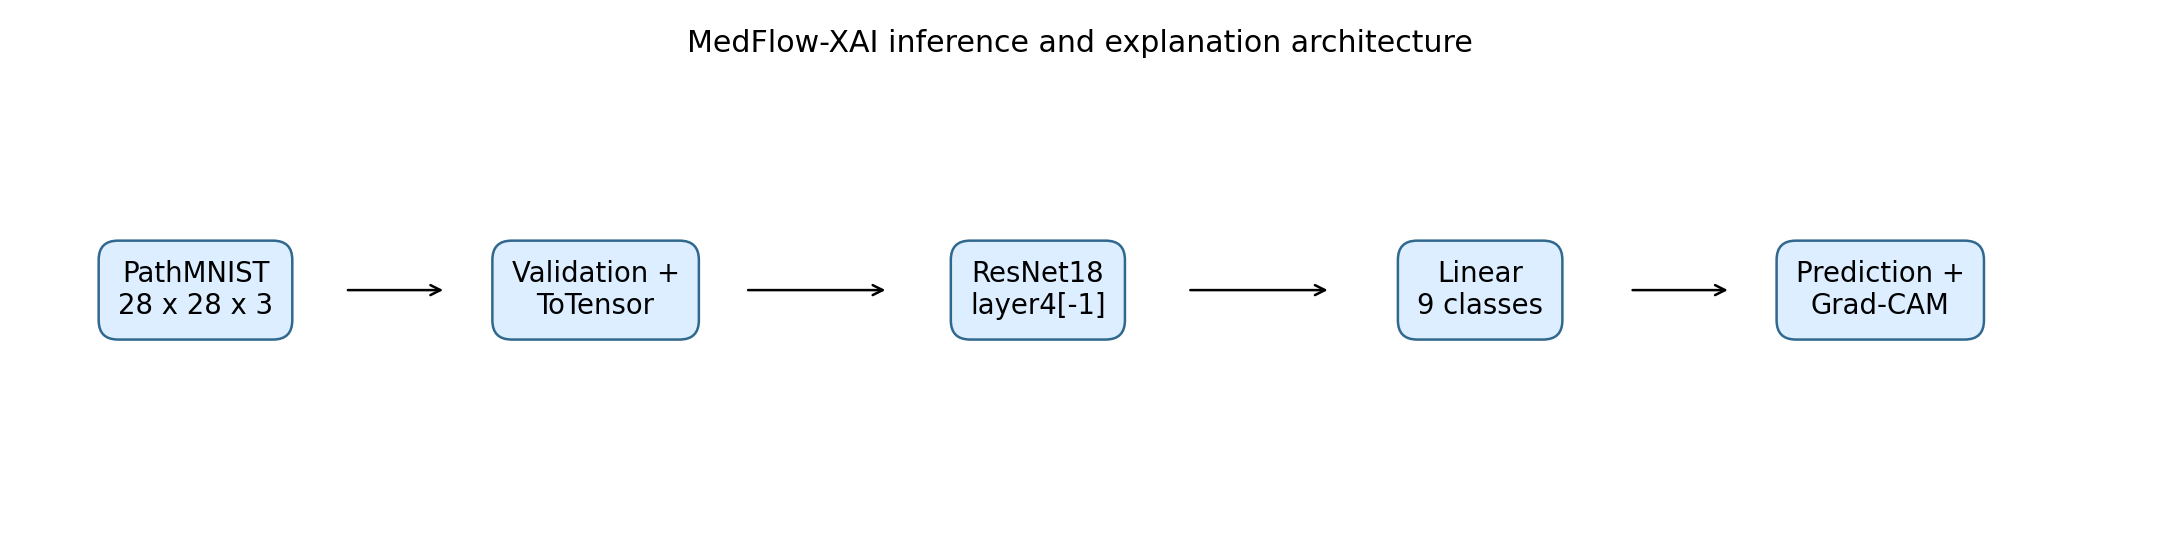 MedFlow-XAI inference and explanation architecture
PathMNIST
28 x 28 x 3
Validation +
ToTensor
ResNet18
layer4[-1]
Linear
9 classes
Prediction +
Grad-CAM